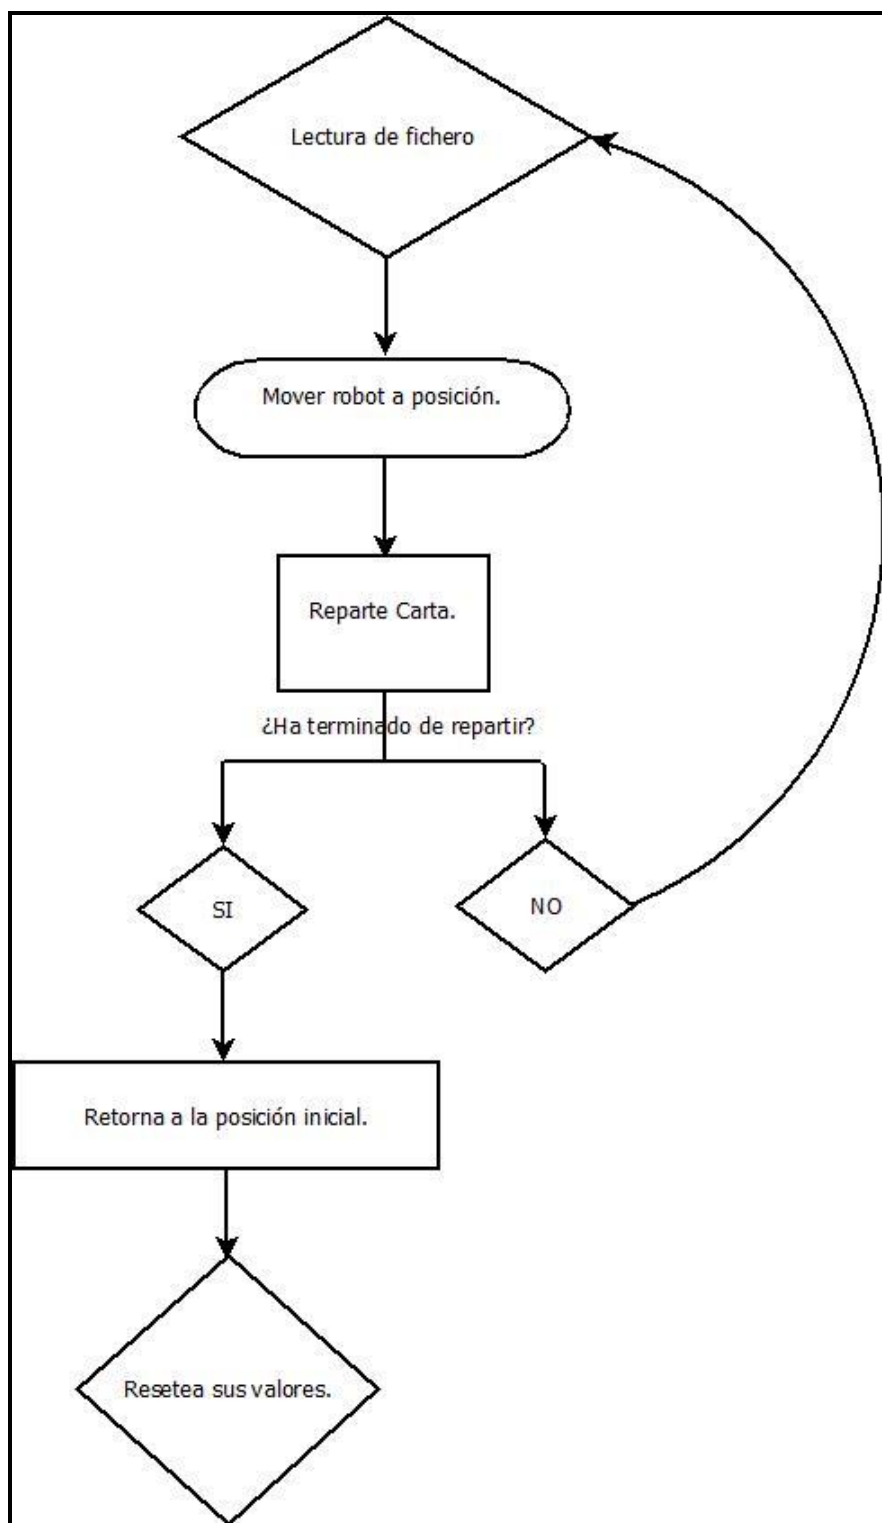 Lectura de fichero
Mover robot a posición.
Reparte Carta.
¿Ha terminado de repartir?
SI
NO
Retorna a la posición inicial.
Resetea sus valores.